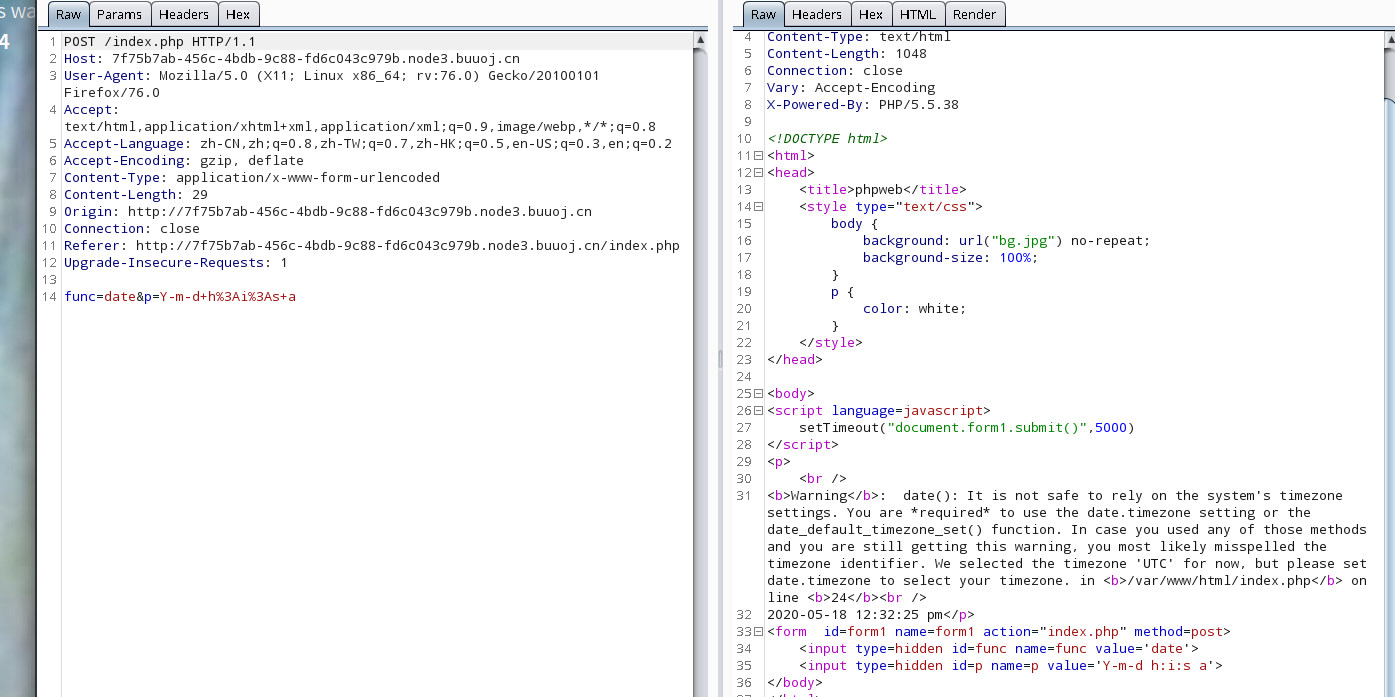 s wa
4
Raw Params Headers Hex
1 POST /index.php HTTP/1.1
2 Host: 7f75b7ab-456c-4bdb-9c88-fd6c043c979b.node3.buuoj.cn
3 User-Agent: Mozilla/5.0 (X11; Linux x86_64; rv:76.0) Gecko/20100101
Firefox/76.0
4 Accept:
text/html,application/xhtml+xml,application/xml;q=0.9,image/webp,*/*;q=0.8
5 Accept-Language: zh-CN,zh;q=0.8,zh-TW;q=0.7,zh-HK;q=0.5,en-US;q=0.3,en;q=0.2
6 Accept-Encoding: gzip, deflate
7 Content-Type: application/x-www-form-urlencoded
8 Content-Length: 29
9 Origin: http://7f75b7ab-456c-4bdb-9c88-fd6c043c979b.node3.buuoj.cn
10 Connection: close
11 Referer: http://7f75b7ab-456c-4bdb-9c88-fd6c043c979b.node3.buuoj.cn/index.php
12 Upgrade-Insecure-Requests: 1
13
14 func=date&p=Y-m-d+h%3Ai%3As+a
Raw Headers Hex HTML Render
4 Content-Type: text/html
5 Content-Length: 1048
6 Connection: close
7 Vary: Accept-Encoding
8 X-Powered-By: PHP/5.5.38
9
10 <!DOCTYPE html>
11 <html>
12 <head>
13 <title>phpweb</title>
14 <style type="text/css">
15 body {
16 background: url("bg.jpg") no-repeat;
17 background-size: 100%;
18 }
19 p {
20 color: white;
21 }
22 </style>
23 </head>
24
25 <body>
26 <script language=javascript>
27 setTimeout("document.form1.submit()",5000)
28 </script>
29 <p>
30 <br />
31 <b>Warning</b>:  date(): It is not safe to rely on the system's timezone
settings. You are *required* to use the date.timezone setting or the
date_default_timezone_set() function. In case you used any of those methods
and you are still getting this warning, you most likely misspelled the
timezone identifier. We selected the timezone 'UTC' for now, but please set
date.timezone to select your timezone. in <b>/var/www/html/index.php</b> on
line <b>24</b><br />
32 2020-05-18 12:32:25 pm</p>
33 <form  id=form1 name=form1 action="index.php" method=post>
34 <input type=hidden id=func name=func value='date'>
35 <input type=hidden id=p name=p value='Y-m-d h:i:s a'>
36 </body>